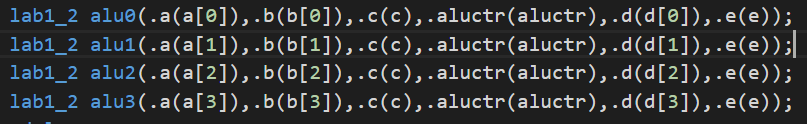 lab1_2 alu0(.a(a[0]),.b(b[0]),.c(c),.aluctr(aluctr),.d(d[0]),.e(e));
lab1_2 alu1(.a(a[1]),.b(b[1]),.c(c),.aluctr(aluctr),.d(d[1]),.e(e));
lab1_2 alu2(.a(a[2]),.b(b[2]),.c(c),.aluctr(aluctr),.d(d[2]),.e(e));
lab1_2 alu3(.a(a[3]),.b(b[3]),.c(c),.aluctr(aluctr),.d(d[3]),.e(e));